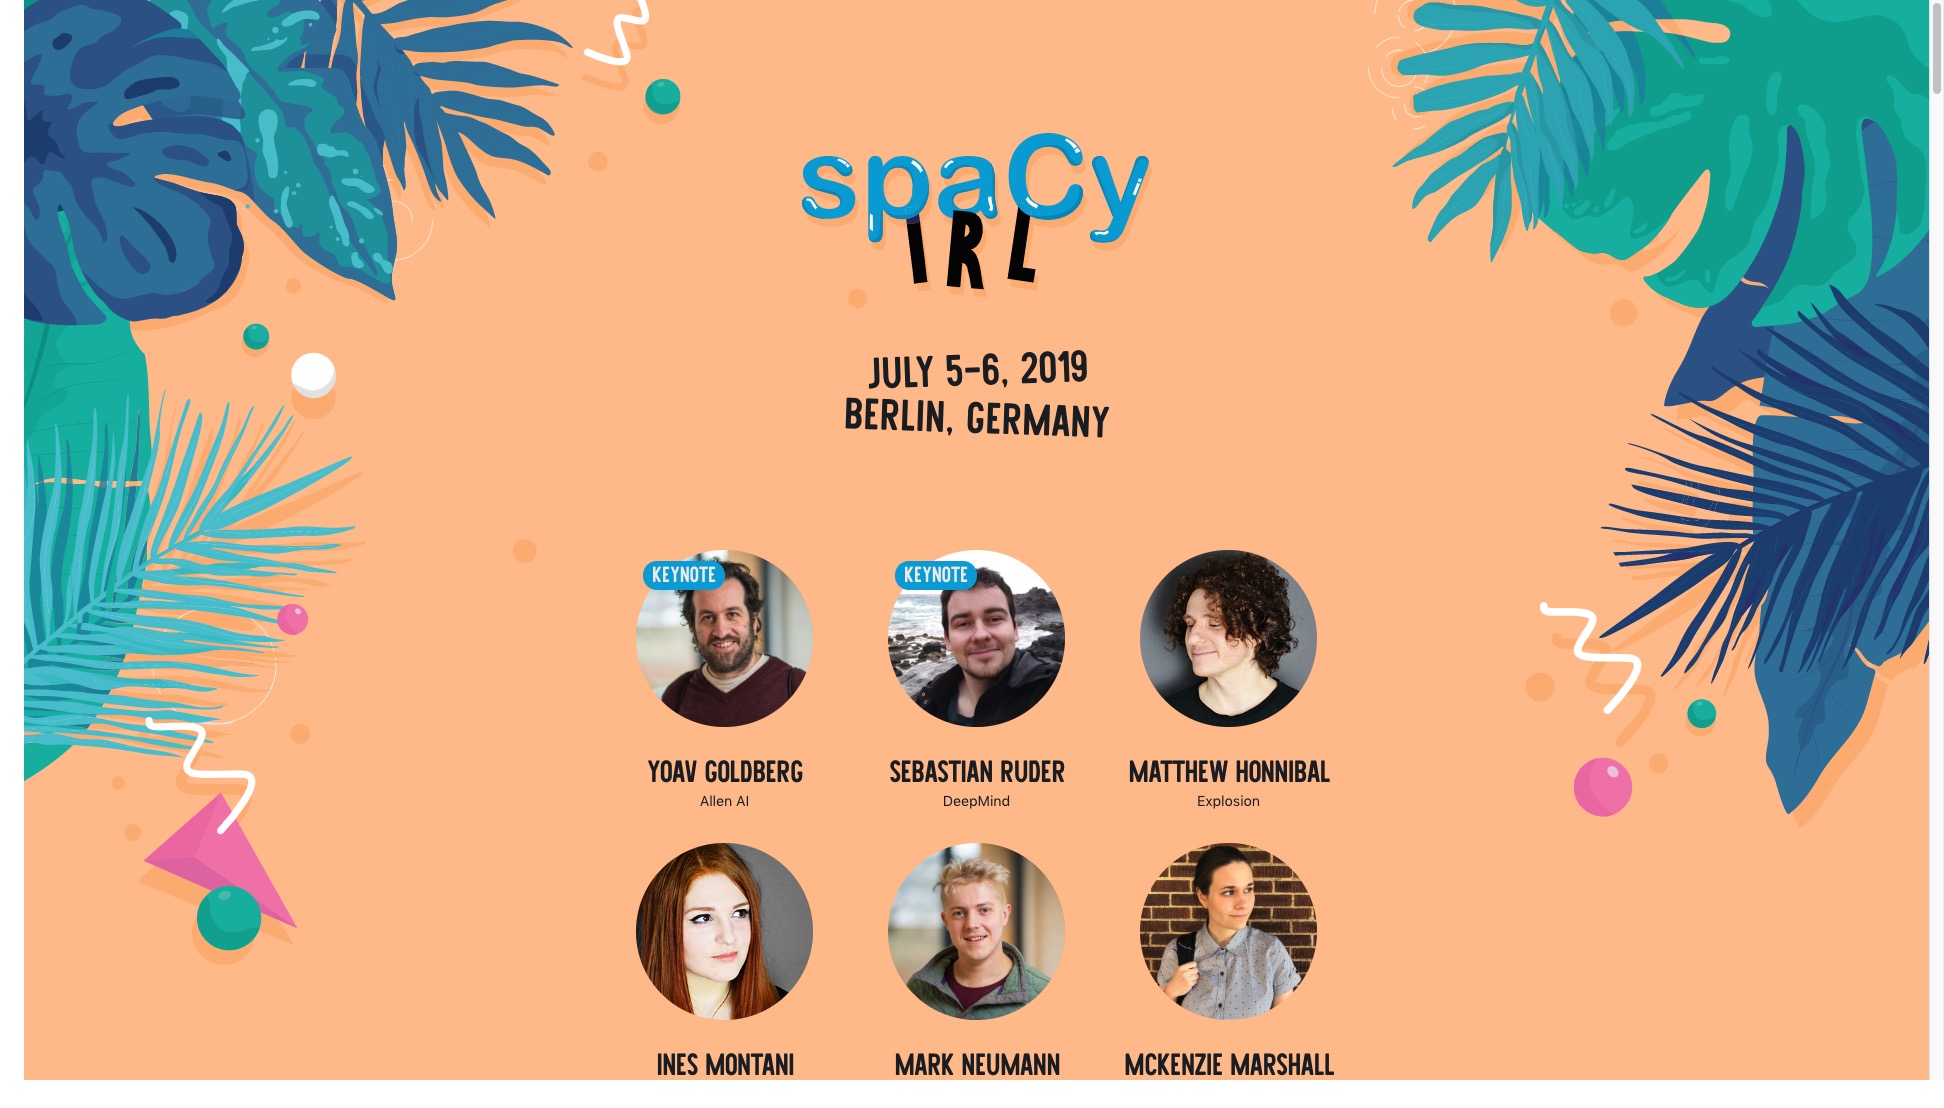 spaCy
IRL
JULY 5–6, 2019
BERLIN, GERMANY
KEYNOTE
KEYNOTE
YOAV GOLDBERG
Allen AI
SEBASTIAN RUDER
DeepMind
MATTHEW HONNIBAL
Explosion
INES MONTANI
MARK NEUMANN
MCKENZIE MARSHALL